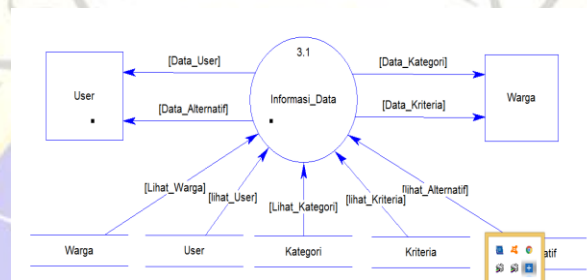 3.1
[Data_User]
[Data_Kategori]
User
Informasi_Data
Warga
[Data_Alternatif]
[Data_Kriteria]
[Lihat_Warga]
[lihat_User]
[Lihat_Kategori]
[lihat_Kriteria]
[lihat_Alternatif]
Warga
User
Kategori
Kriteria